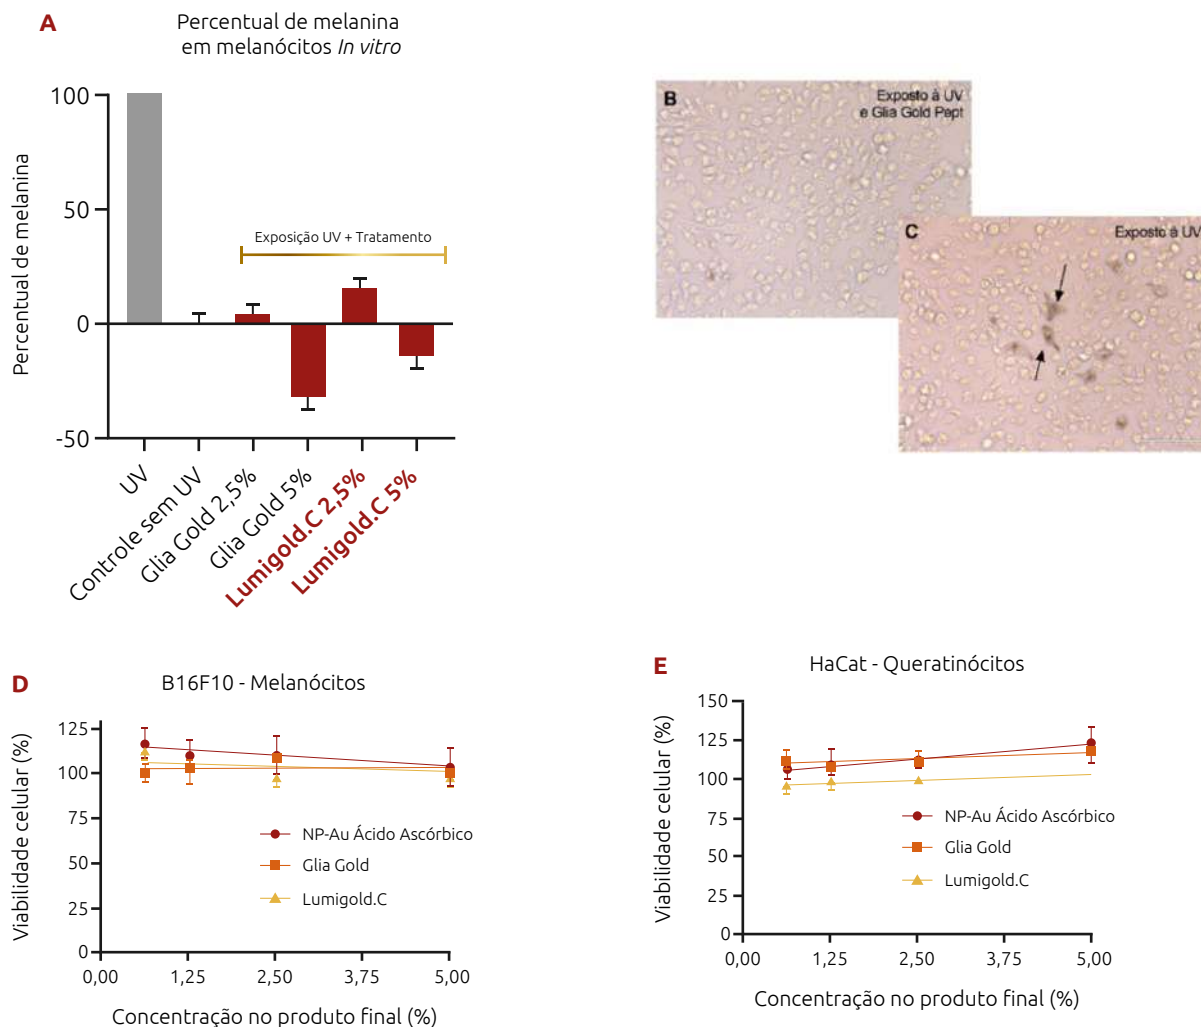 A
Percentual de melanina
em melanócitos In vitro
Percentual de melanina
100
50
0
-50
Exposição UV + Tratamento
UV
Controle sem UV
Glia Gold 2,5%
Glia Gold 5%
Lumigold.C 2,5%
Lumigold.C 5%
B
Exposto à UV
e Glia Gold Pept
C
Exposto à UV
D
B16F10 - Melanócitos
Viabilidade celular (%)
125
100
75
50
25
0
NP-Au Ácido Ascórbico
Glia Gold
Lumigold.C
0,00
1,25
2,50
3,75
5,00
Concentração no produto final (%)
E
HaCat - Queratinócitos
Viabilidade celular (%)
150
125
100
75
50
25
0
NP-Au Ácido Ascórbico
Glia Gold
Lumigold.C
0,00
1,25
2,50
3,75
5,00
Concentração no produto final (%)